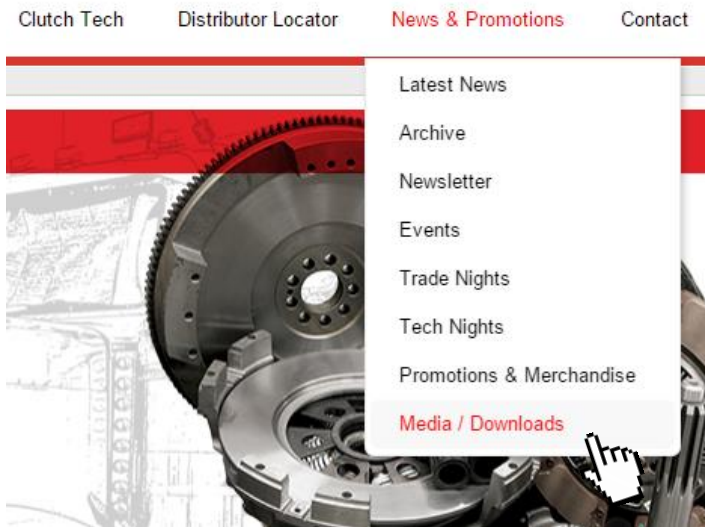 Clutch Tech Distributor Locator News & Promotions Contact
Latest News
Archive
Newsletter
Events
Trade Nights
Tech Nights
Promotions & Merchandise
Media / Downloads